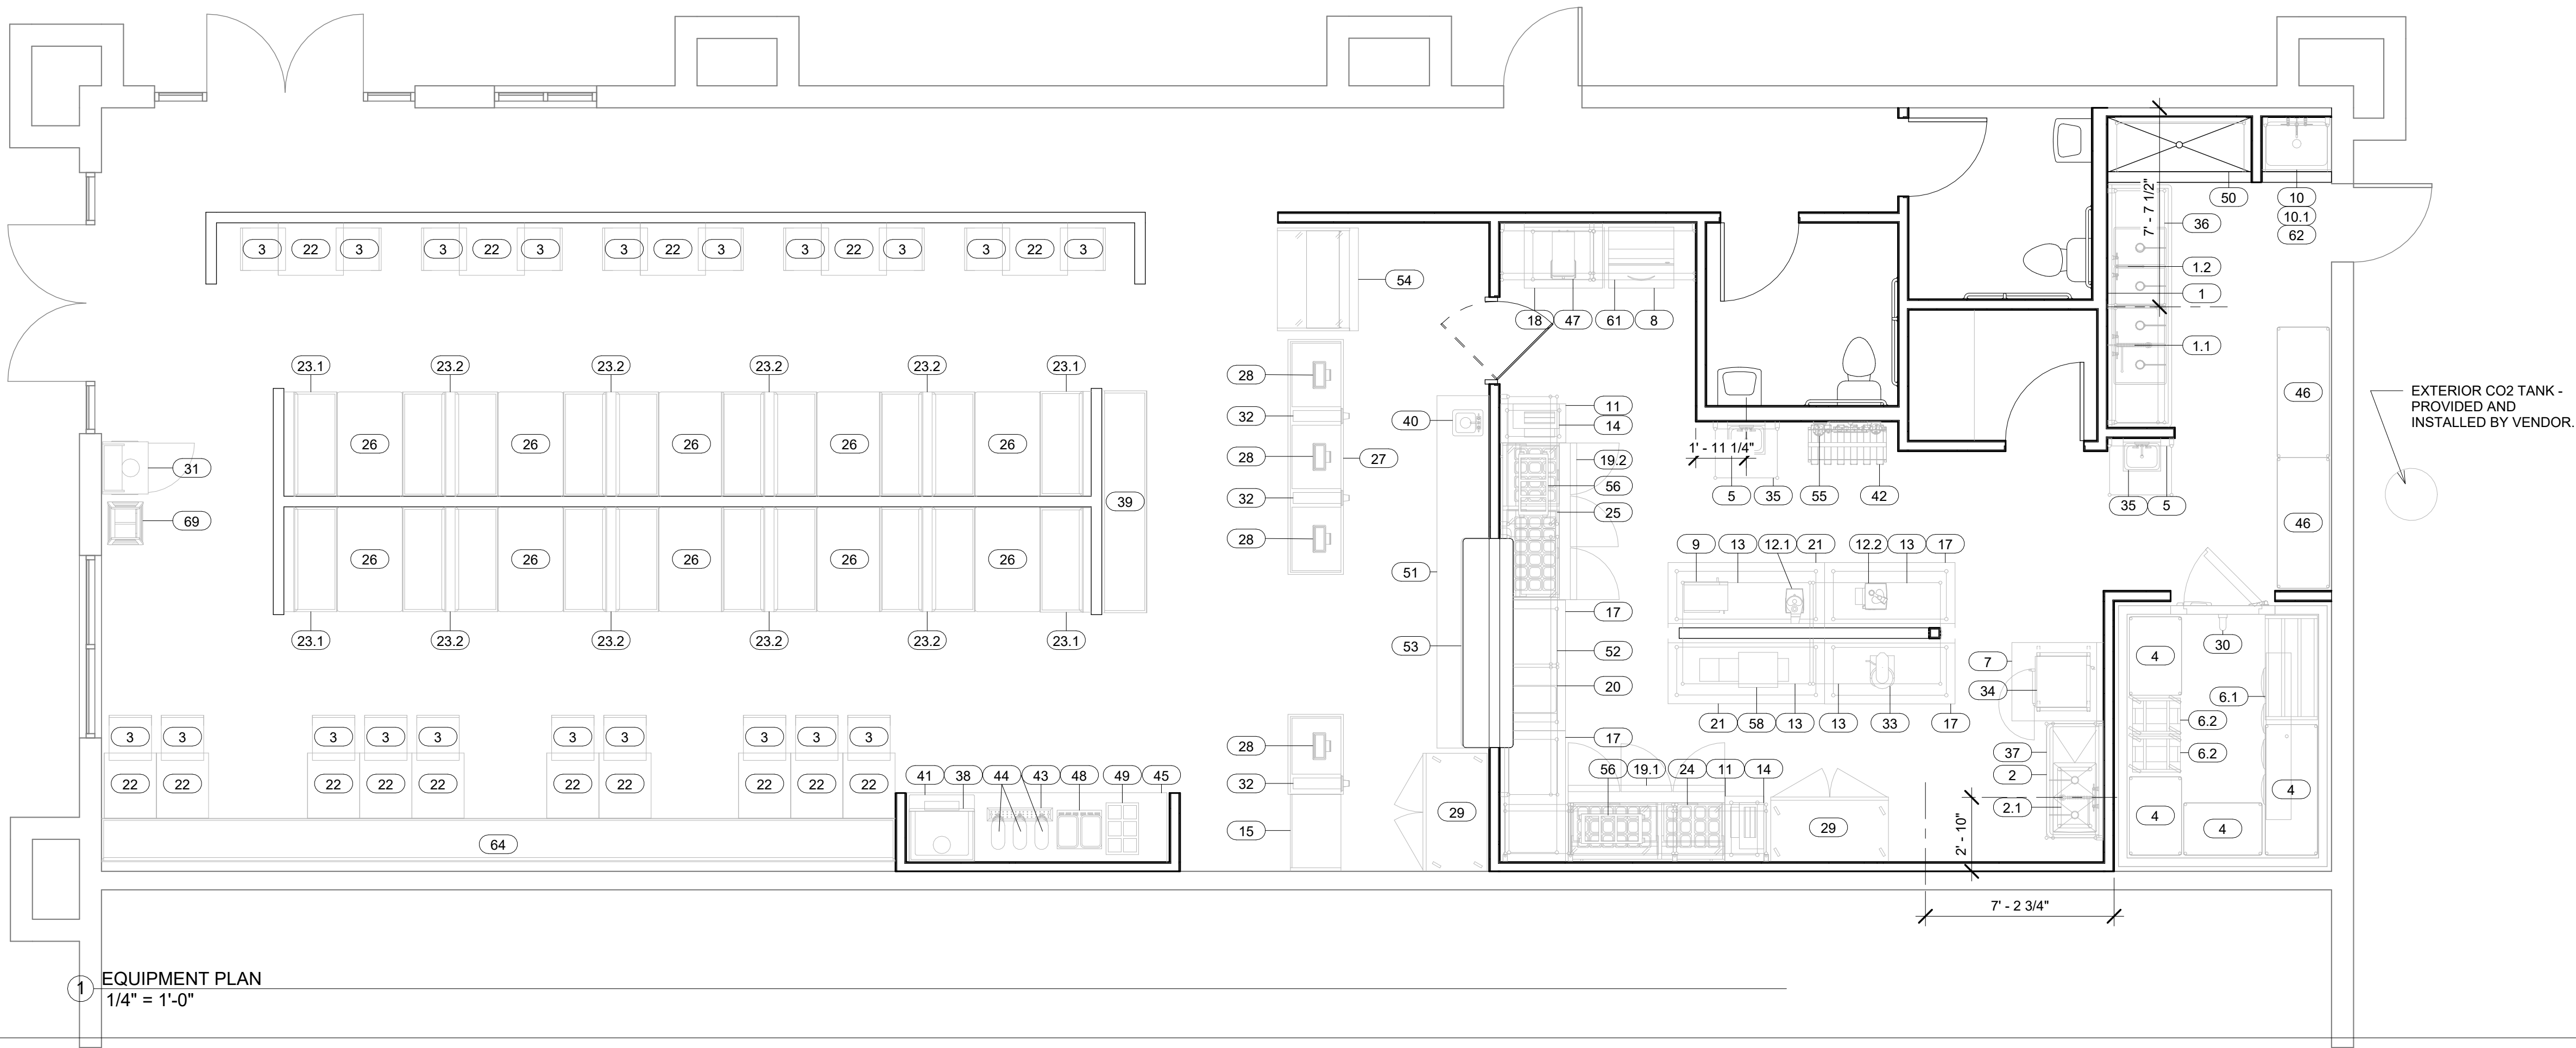 50
10
10.1
62
7' - 7 1/2"
36
3 22 3 3 22 3 3 22 3 3 22 3 3 22 3
1.2
54
1
18 47 61 8
1.1
23.1 23.2 23.2 23.2 23.2 23.1
28
46
EXTERIOR CO2 TANK -
PROVIDED AND
INSTALLED BY VENDOR.
11
32
40
14
26 26 26 26 26
1' - 11 1/4"
28 27
19.2
31
56
5 35 55 42
32
39
35 5
25
69
46
28
9 13 12.1 21 12.2 13 17
26 26 26 26 26
51
17
23.1 23.2 23.2 23.2 23.2 23.1
30
53
52
4
7
20
34
6.1
6.2
21 58 13 13 33 17
3 3 3 3 3 3 3 3 3 3
17
28
37
6.2
41 38 44 43 48 49 45
56 19.1 24 11 14
2
22 22 22 22 22 22 22 22 22 22
32
4
2.1
29
29
4
4
15
2' - 10"
64
7' - 2 3/4"
1
EQUIPMENT PLAN
1/4" = 1'-0"